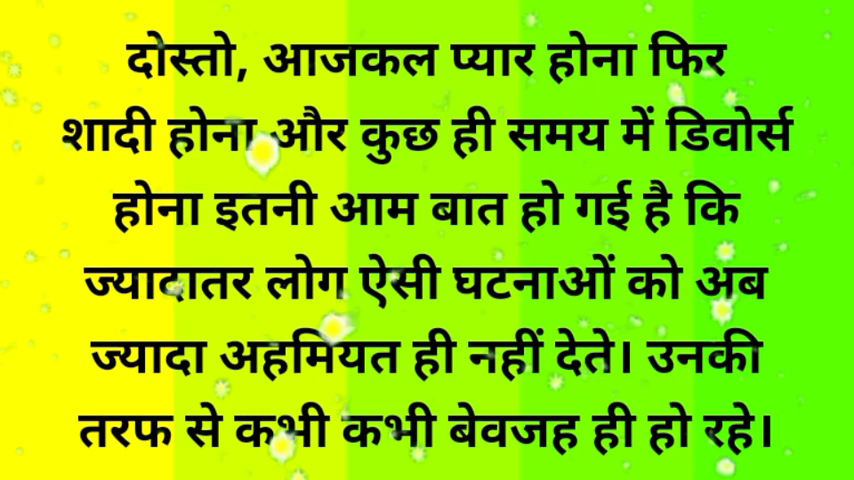 दोस्तो, आजकल प्यार होना फिर
शादी होना और कुछ ही समय में डिवोर्स
होना इतनी आम बात हो गई है कि
ज्यादातर लोग ऐसी घटनाओं को अब
ज्यादा अहमियत ही नहीं देते। उनकी
तरफ से कभी कभी बेवजह ही हो रहे।